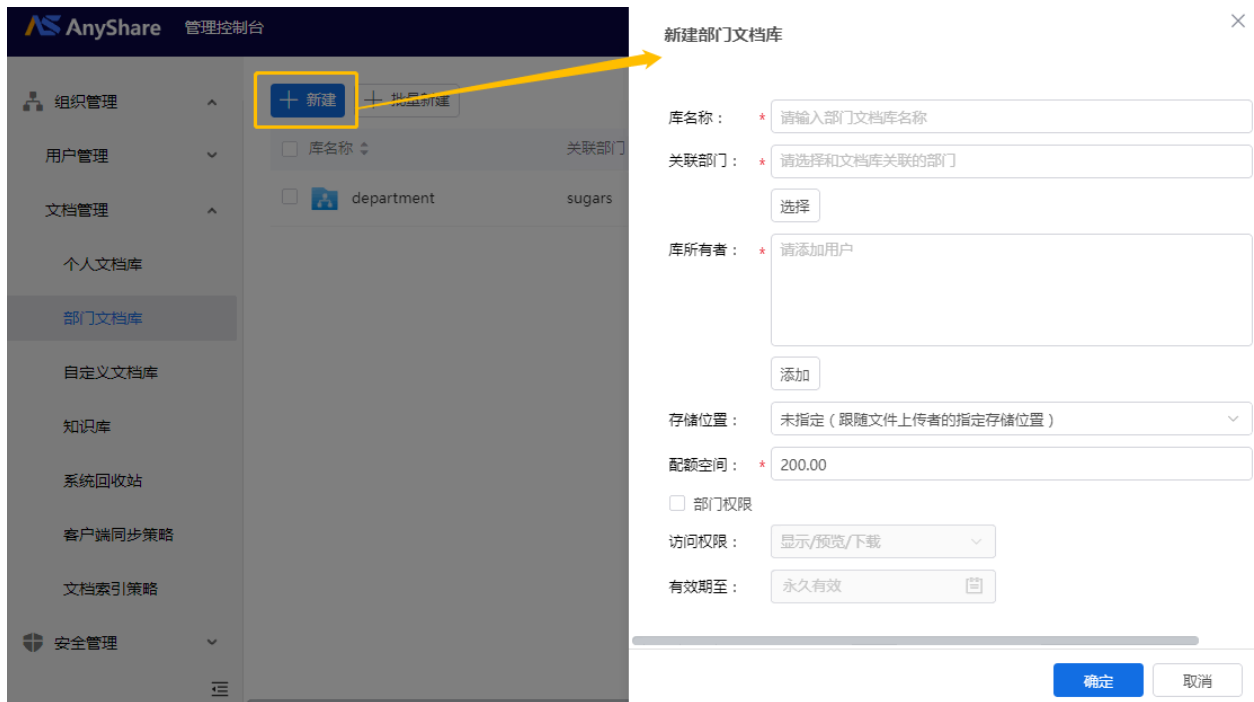 AnyShare 管理控制台
组织管理
用户管理
文档管理
个人文档库
部门文档库
自定义文档库
知识库
系统回收站
客户端同步策略
文档索引策略
安全管理
新建 批量新建
库名称 关联部门
department sugars
新建部门文档库
库名称： * 请输入部门文档库名称
关联部门： * 请选择和文档库关联的部门
选择
库所有者： * 请添加用户
添加
存储位置： 未指定（跟随文件上传者的指定存储位置）
配额空间： * 200.00
部门权限
访问权限： 显示/预览/下载
有效期至： 永久有效
确定 取消